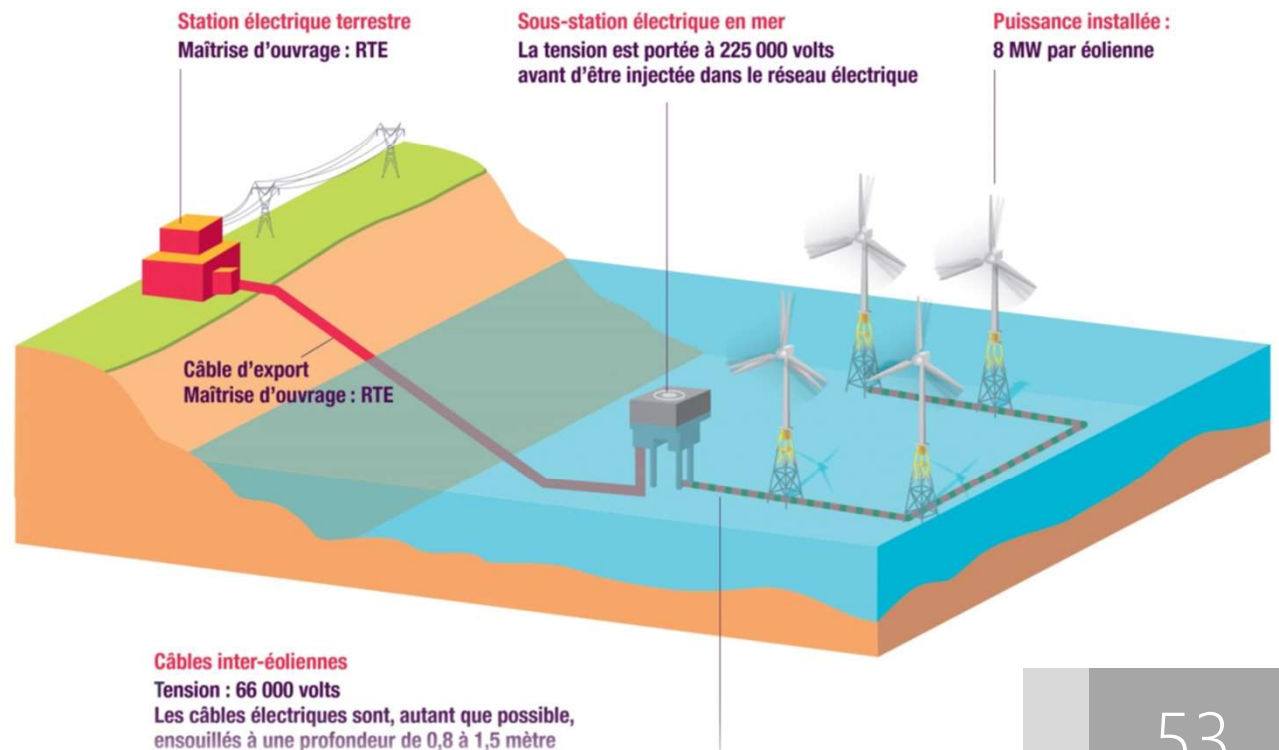 Station électrique terrestre
Maîtrise d'ouvrage : RTE
Sous-station électrique en mer
La tension est portée à 225 000 volts
avant d'être injectée dans le réseau électrique
Puissance installée :
8 MW par éolienne
Câble d'export
Maîtrise d'ouvrage : RTE
Câbles inter-éoliennes
Tension : 66 000 volts
Les câbles électriques sont, autant que possible,
ensouillés à une profondeur de 0,8 à 1,5 mètre
53